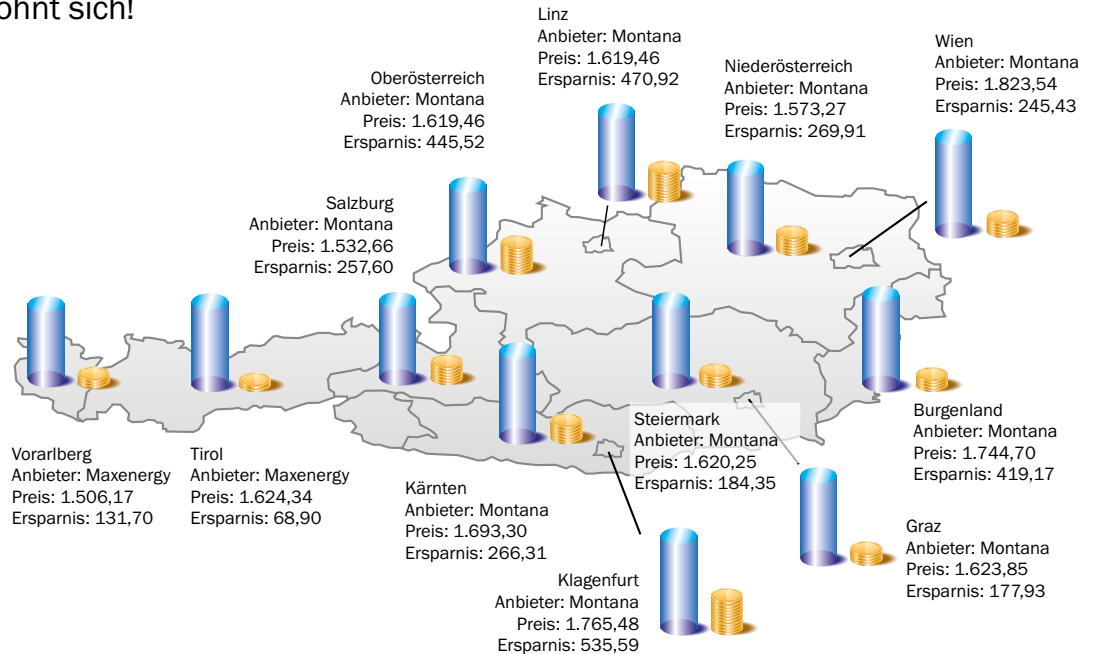 ohnt sich!
Linz
Anbieter: Montana
Preis: 1.619,46
Ersparnis: 470,92
Wien
Anbieter: Montana
Preis: 1.823,54
Ersparnis: 245,43
Niederösterreich
Anbieter: Montana
Preis: 1.573,27
Ersparnis: 269,91
Oberösterreich
Anbieter: Montana
Preis: 1.619,46
Ersparnis: 445,52
Salzburg
Anbieter: Montana
Preis: 1.532,66
Ersparnis: 257,60
Vorarlberg
Anbieter: Maxenergy
Preis: 1.506,17
Ersparnis: 131,70
Tirol
Anbieter: Maxenergy
Preis: 1.624,34
Ersparnis: 68,90
Kärnten
Anbieter: Montana
Preis: 1.693,30
Ersparnis: 266,31
Steiermark
Anbieter: Montana
Preis: 1.620,25
Ersparnis: 184,35
Burgenland
Anbieter: Montana
Preis: 1.744,70
Ersparnis: 419,17
Graz
Anbieter: Montana
Preis: 1.623,85
Ersparnis: 177,93
Klagenfurt
Anbieter: Montana
Preis: 1.765,48
Ersparnis: 535,59